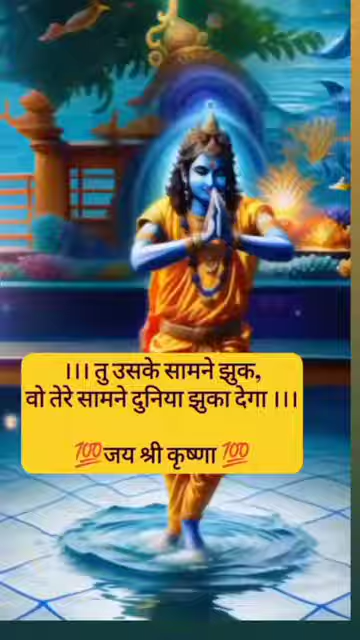 ।।। तु उसके सामने झुक,
वो तेरे सामने दुनिया झुका देगा ।।।
💯जय श्री कृष्णा 💯